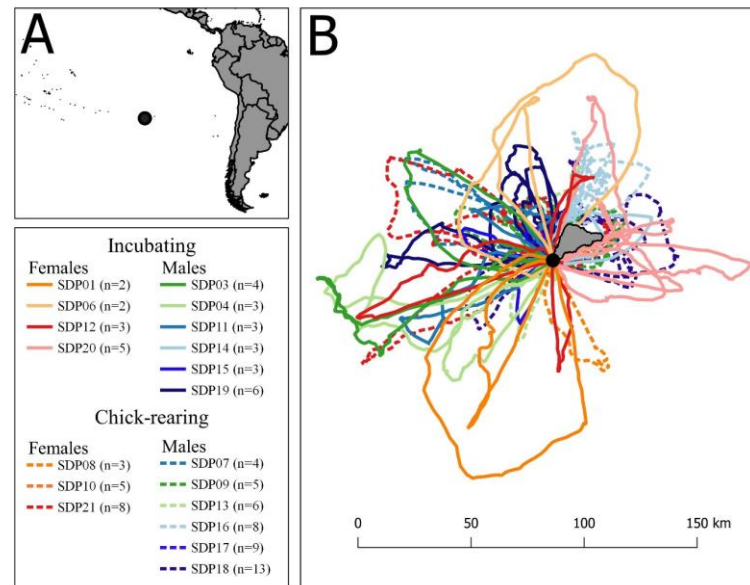 A
B
Incubating
Females Males
SDP01 (n=2) SDP03 (n=4)
SDP06 (n=2) SDP04 (n=3)
SDP12 (n=3) SDP11 (n=3)
SDP20 (n=5) SDP14 (n=3)
SDP15 (n=3)
SDP19 (n=6)
Chick-rearing
Females Males
SDP08 (n=3) SDP07 (n=4)
SDP10 (n=5) SDP09 (n=5)
SDP21 (n=8) SDP13 (n=6)
SDP16 (n=8)
SDP17 (n=9)
SDP18 (n=13)
0 50 100 150 km